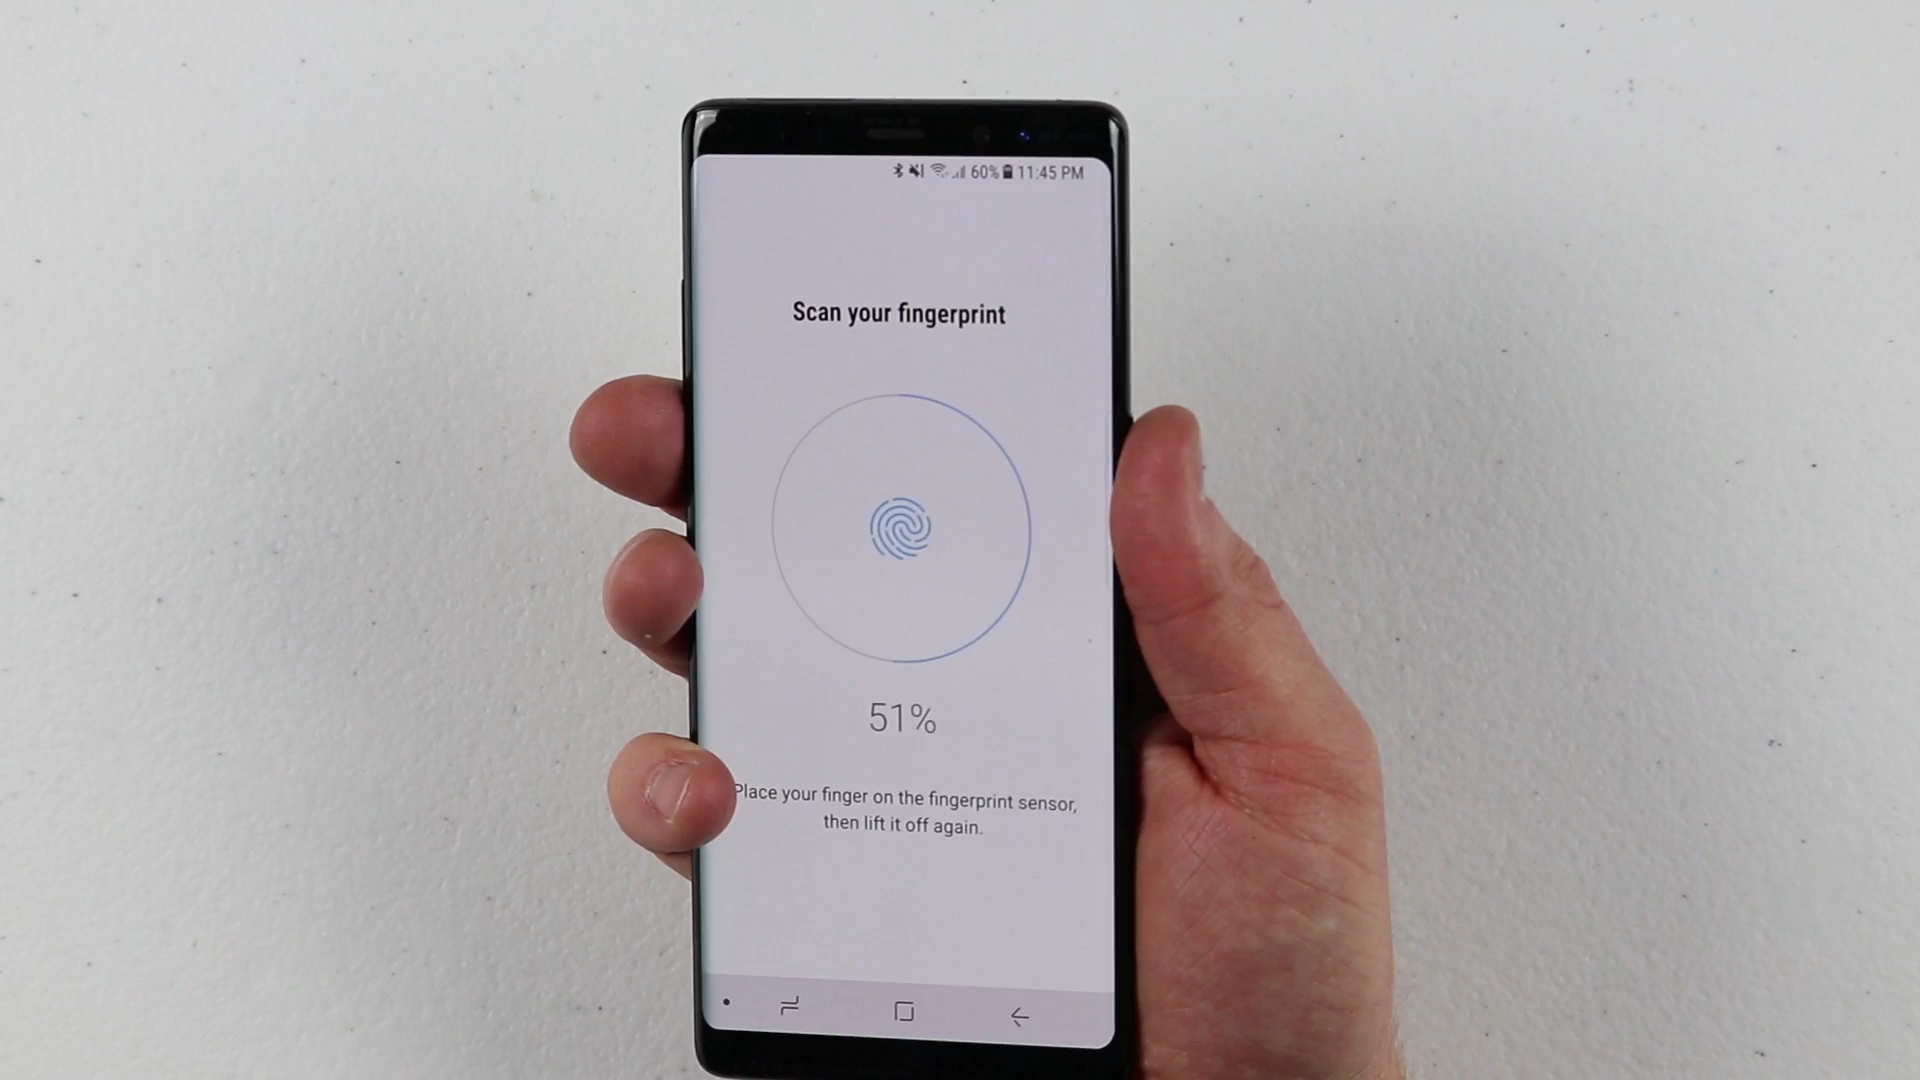 60% 11:45 PM
Scan your fingerprint
51%
Place your finger on the fingerprint sensor,
then lift it off again.